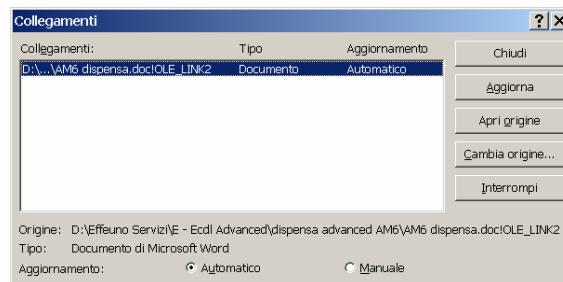 Collegamenti
Collegamenti: Tipo Aggiornamento
D:\...\AM6 dispensa.doc!OLE_LINK2 Documento Automatico
Chiudi
Aggiorna
Apri origine
Cambia origine...
Interrompi
Origine: D:\Effeuno Servizi\E - Ecdl Advanced\dispensa advanced AM6\AM6 dispensa.doc!OLE_LINK2
Tipo: Documento di Microsoft Word
Aggiornamento: Automatico Manuale